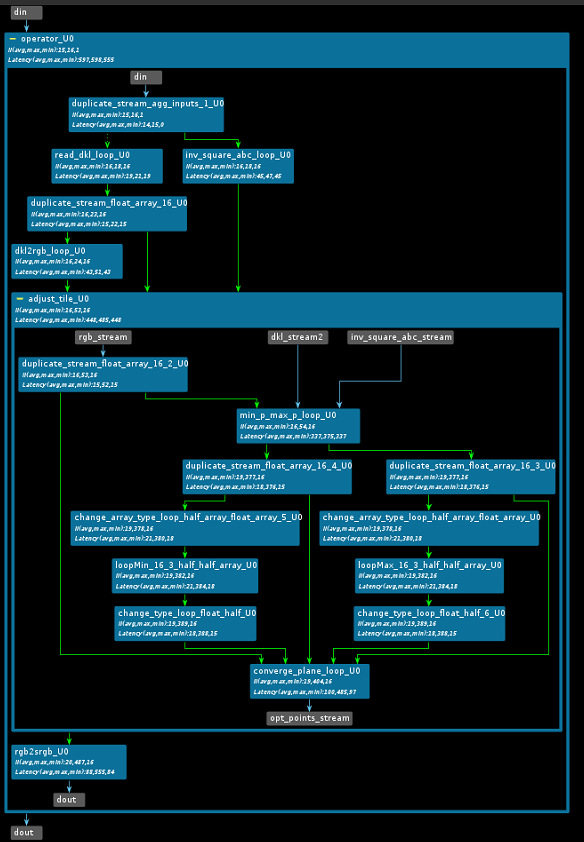 din
operator_U0
II(avg,max,min):15,16,1
Latency(avg,max,min):597,598,555
din
duplicate_stream_agg_inputs_1_U0
II(avg,max,min):15,16,1
Latency(avg,max,min):14,15,0
read_dkl_loop_U0
II(avg,max,min):16,18,16
Latency(avg,max,min):19,21,19
inv_square_abc_loop_U0
II(avg,max,min):16,18,16
Latency(avg,max,min):45,47,45
duplicate_stream_float_array_16_U0
II(avg,max,min):16,23,16
Latency(avg,max,min):15,22,15
dkl2rgb_loop_U0
II(avg,max,min):16,24,16
Latency(avg,max,min):43,51,43
adjust_tile_U0
II(avg,max,min):16,53,16
Latency(avg,max,min):448,485,448
rgb_stream
dkl_stream2
inv_square_abc_stream
duplicate_stream_float_array_16_2_U0
II(avg,max,min):16,53,16
Latency(avg,max,min):15,52,15
min_p_max_p_loop_U0
II(avg,max,min):16,54,16
Latency(avg,max,min):337,375,337
duplicate_stream_float_array_16_4_U0
II(avg,max,min):19,377,16
Latency(avg,max,min):18,376,15
duplicate_stream_float_array_16_3_U0
II(avg,max,min):19,377,16
Latency(avg,max,min):18,376,15
change_array_type_loop_half_array_float_array_5_U0
II(avg,max,min):19,378,16
Latency(avg,max,min):21,380,18
change_array_type_loop_half_array_float_array_U0
II(avg,max,min):19,378,16
Latency(avg,max,min):21,380,18
loopMin_16_3_half_half_array_U0
II(avg,max,min):19,382,16
Latency(avg,max,min):21,384,18
loopMax_16_3_half_half_array_U0
II(avg,max,min):19,382,16
Latency(avg,max,min):21,384,18
change_type_loop_float_half_U0
II(avg,max,min):19,389,16
Latency(avg,max,min):18,388,15
change_type_loop_float_half_6_U0
II(avg,max,min):19,389,16
Latency(avg,max,min):18,388,15
converge_plane_loop_U0
II(avg,max,min):19,404,16
Latency(avg,max,min):100,485,97
opt_points_stream
rgb2srgb_U0
II(avg,max,min):20,487,16
Latency(avg,max,min):88,555,84
dout
dout